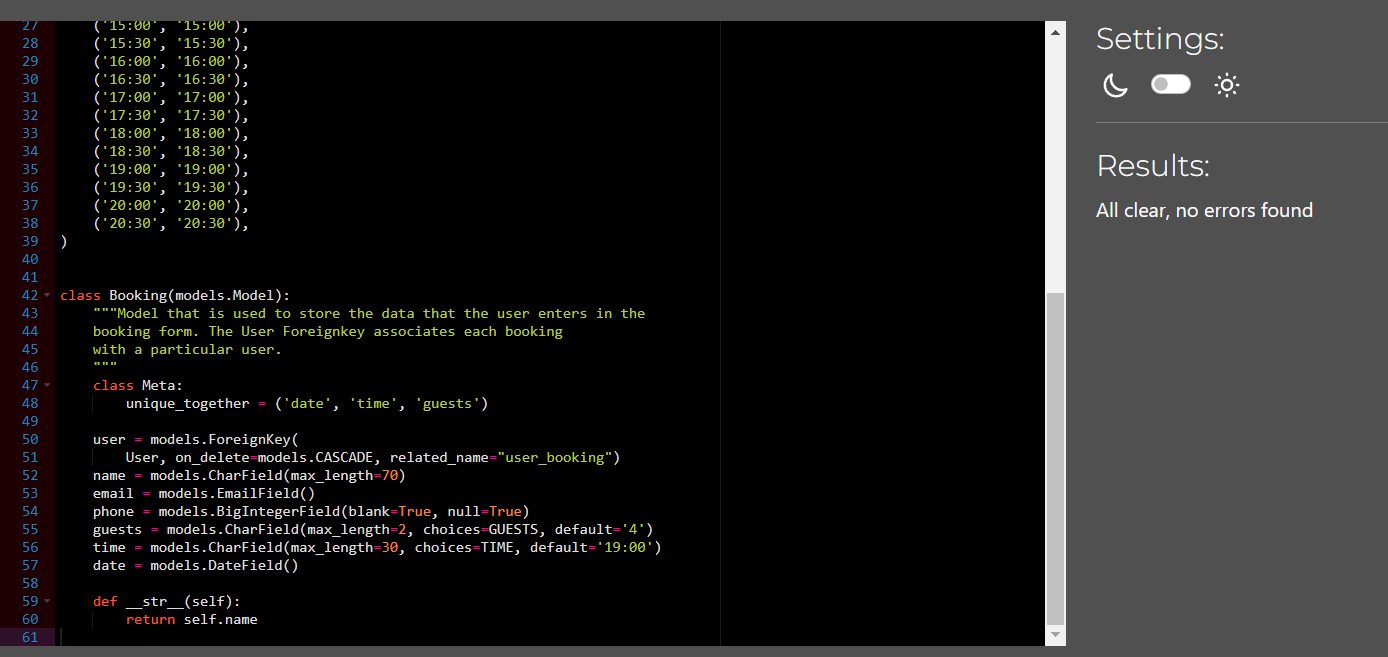 27 ('15:00', '15:00'),
28 ('15:30', '15:30'),
29 ('16:00', '16:00'),
30 ('16:30', '16:30'),
31 ('17:00', '17:00'),
32 ('17:30', '17:30'),
33 ('18:00', '18:00'),
34 ('18:30', '18:30'),
35 ('19:00', '19:00'),
36 ('19:30', '19:30'),
37 ('20:00', '20:00'),
38 ('20:30', '20:30'),
39 )
40
41
42 class Booking(models.Model):
43 """Model that is used to store the data that the user enters in the
44 booking form. The User Foreignkey associates each booking
45 with a particular user.
46 """
47 class Meta:
48 unique_together = ('date', 'time', 'guests')
49
50 user = models.ForeignKey(
51 User, on_delete=models.CASCADE, related_name="user_booking")
52 name = models.CharField(max_length=70)
53 email = models.EmailField()
54 phone = models.BigIntegerField(blank=True, null=True)
55 guests = models.CharField(max_length=2, choices=GUESTS, default='4')
56 time = models.CharField(max_length=30, choices=TIME, default='19:00')
57 date = models.DateField()
58
59 def __str__(self):
60 return self.name
61
Settings:
Results:
All clear, no errors found